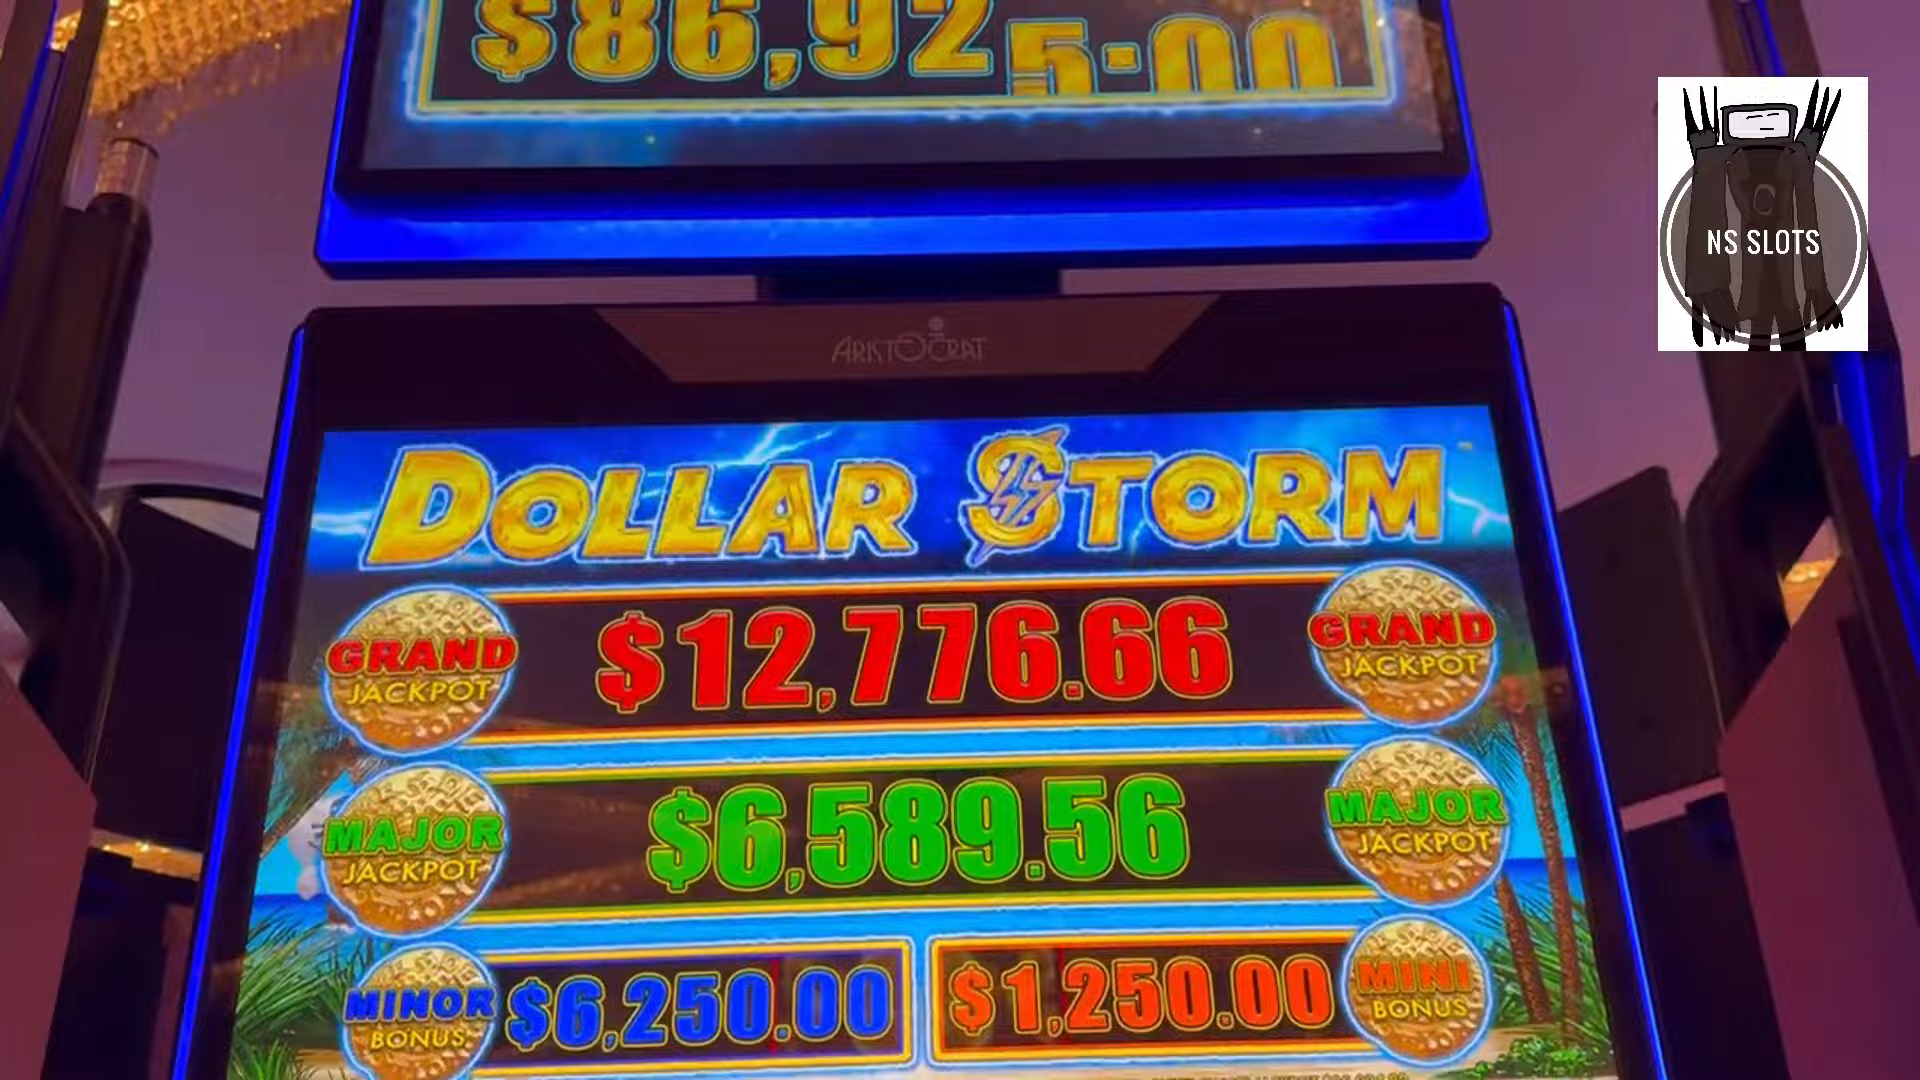 $86,925.00
NS SLOTS
ARISTOCRAT
DOLLAR STORM
GRAND JACKPOT
$12,776.66
GRAND JACKPOT
MAJOR JACKPOT
$6,589.56
MAJOR JACKPOT
MINOR BONUS
$6,250.00
$1,250.00
MINI BONUS